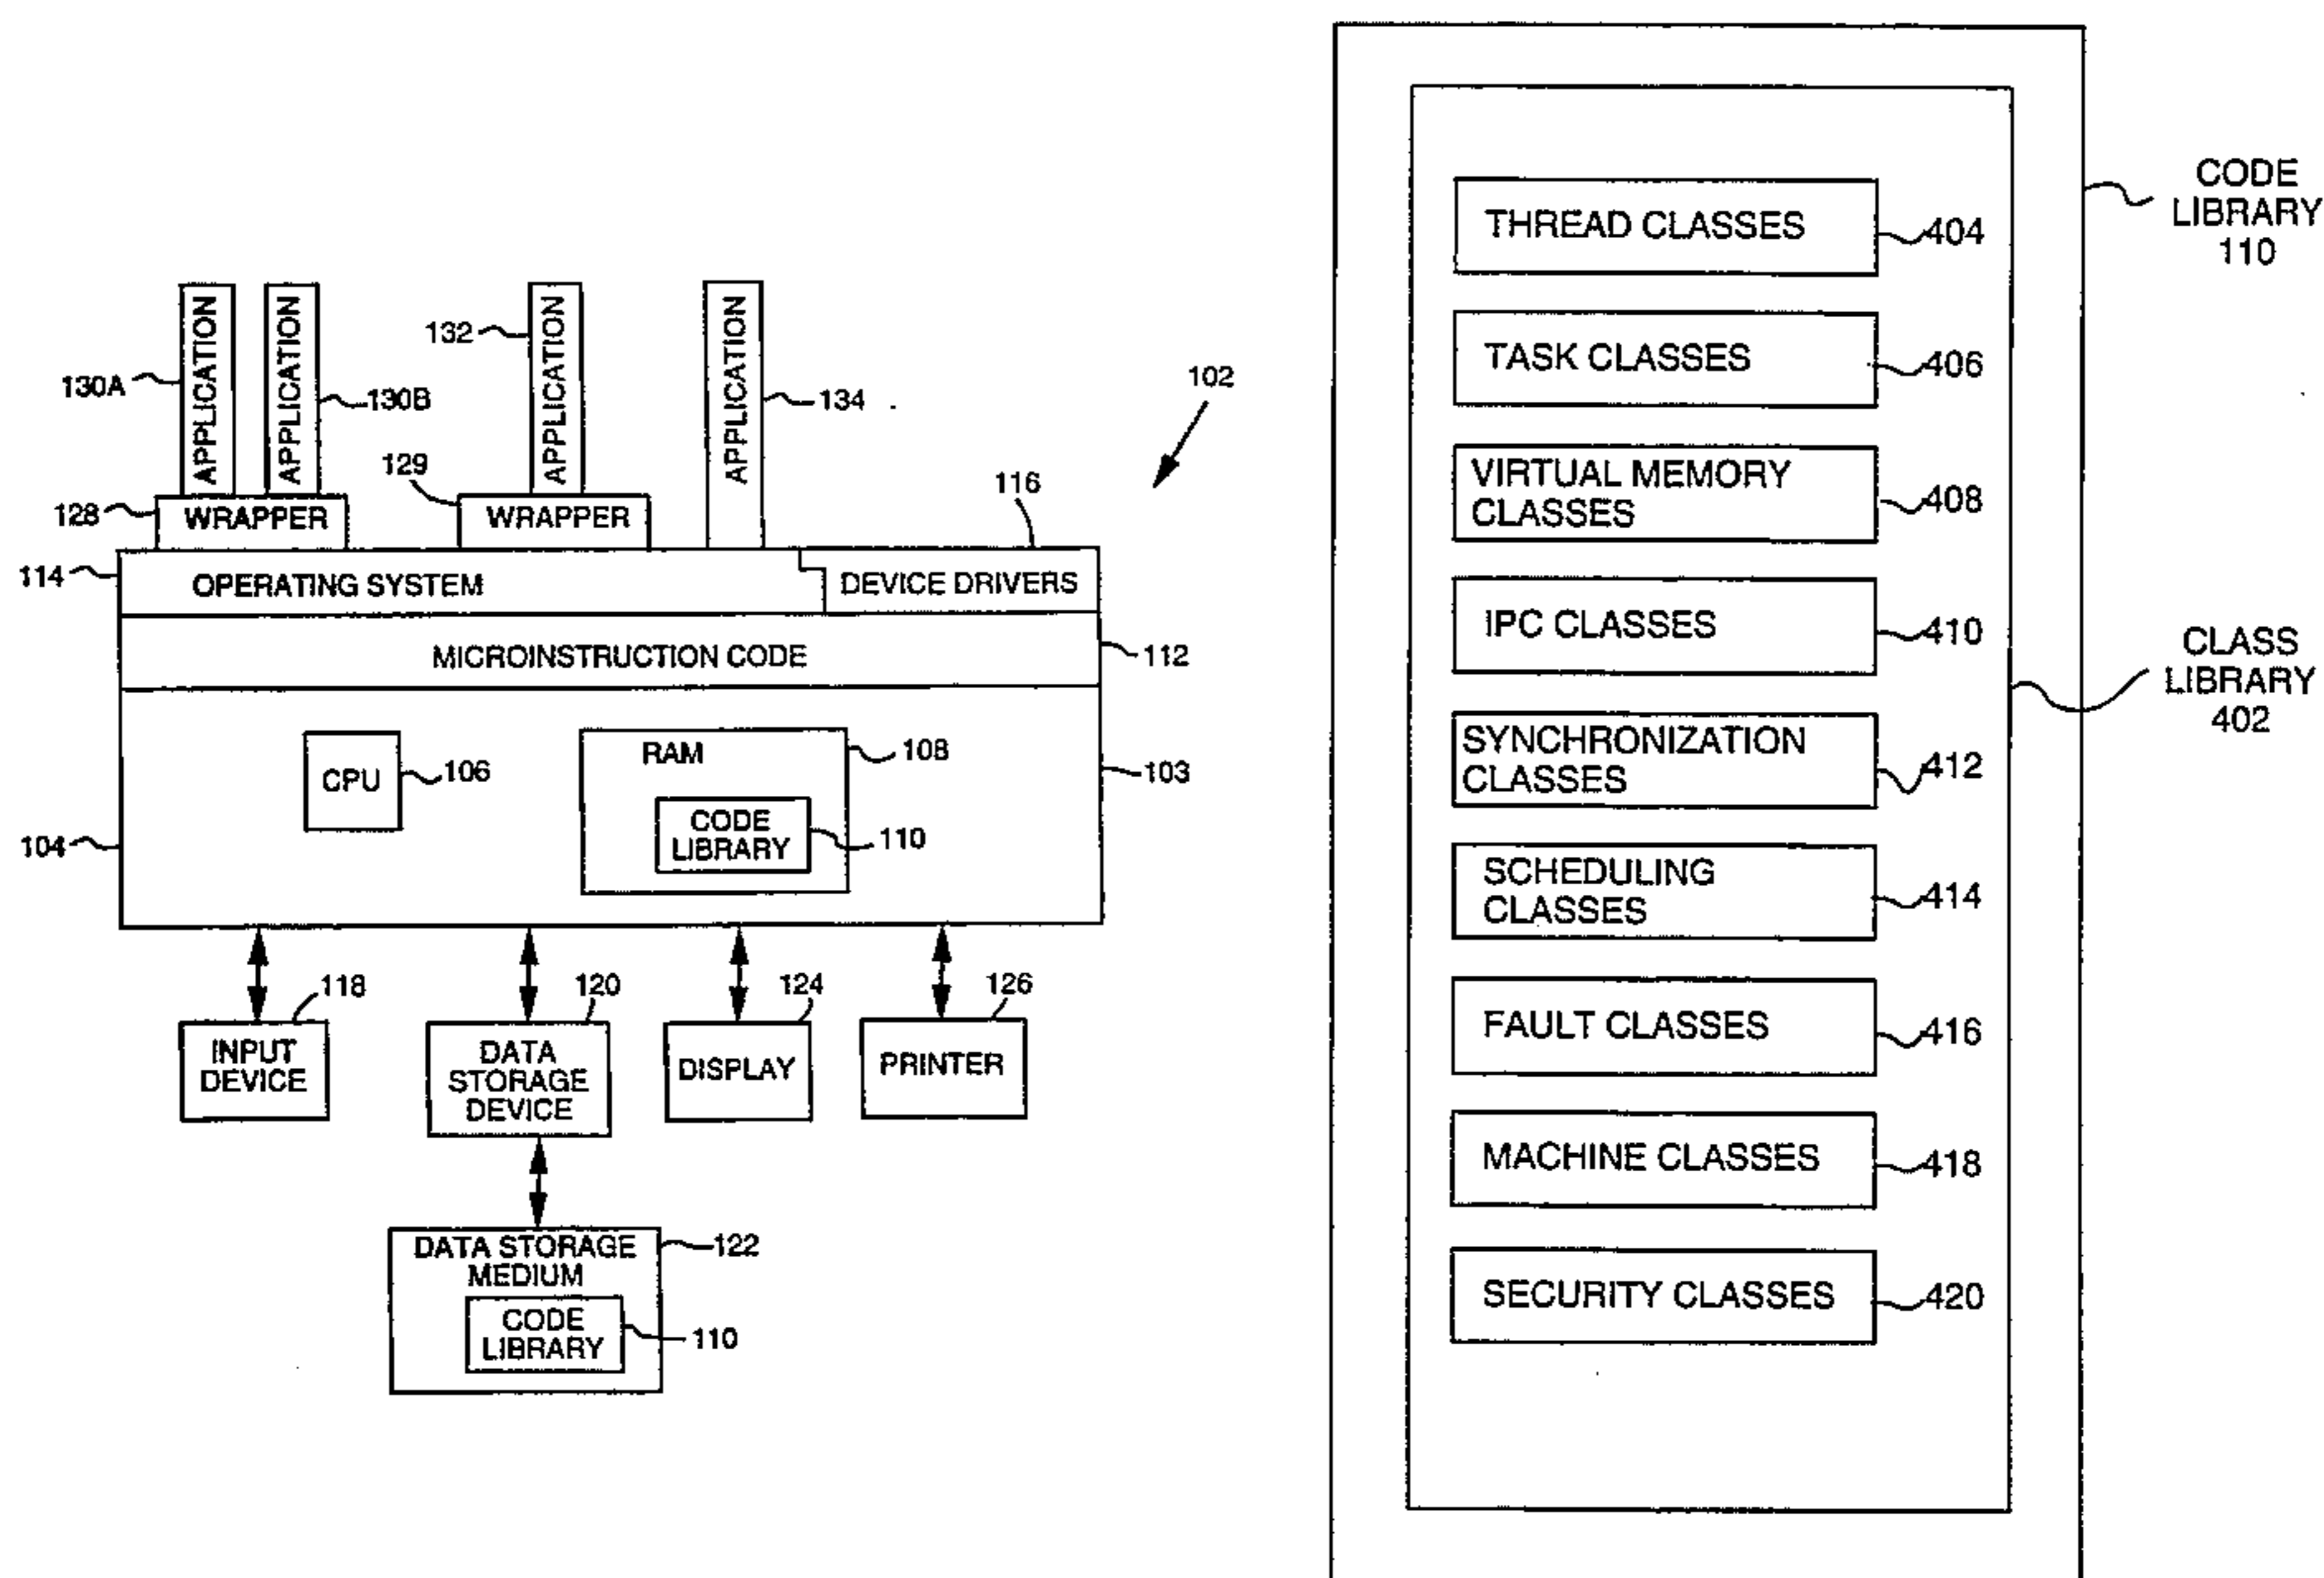 130A
APPLICATION
APPLICATION
130B
132
APPLICATION
APPLICATION
134
102
128
WRAPPER
129
WRAPPER
116
114
OPERATING SYSTEM
DEVICE DRIVERS
MICROINSTRUCTION CODE
112
CPU
106
RAM
108
103
CODE
LIBRARY
110
104
118
INPUT
DEVICE
120
DATA
STORAGE
DEVICE
124
DISPLAY
126
PRINTER
DATA STORAGE
MEDIUM
122
CODE
LIBRARY
110
THREAD CLASSES
404
TASK CLASSES
406
VIRTUAL MEMORY
CLASSES
408
IPC CLASSES
410
SYNCHRONIZATION
CLASSES
412
SCHEDULING
CLASSES
414
FAULT CLASSES
416
MACHINE CLASSES
418
SECURITY CLASSES
420
CODE
LIBRARY
110
CLASS
LIBRARY
402